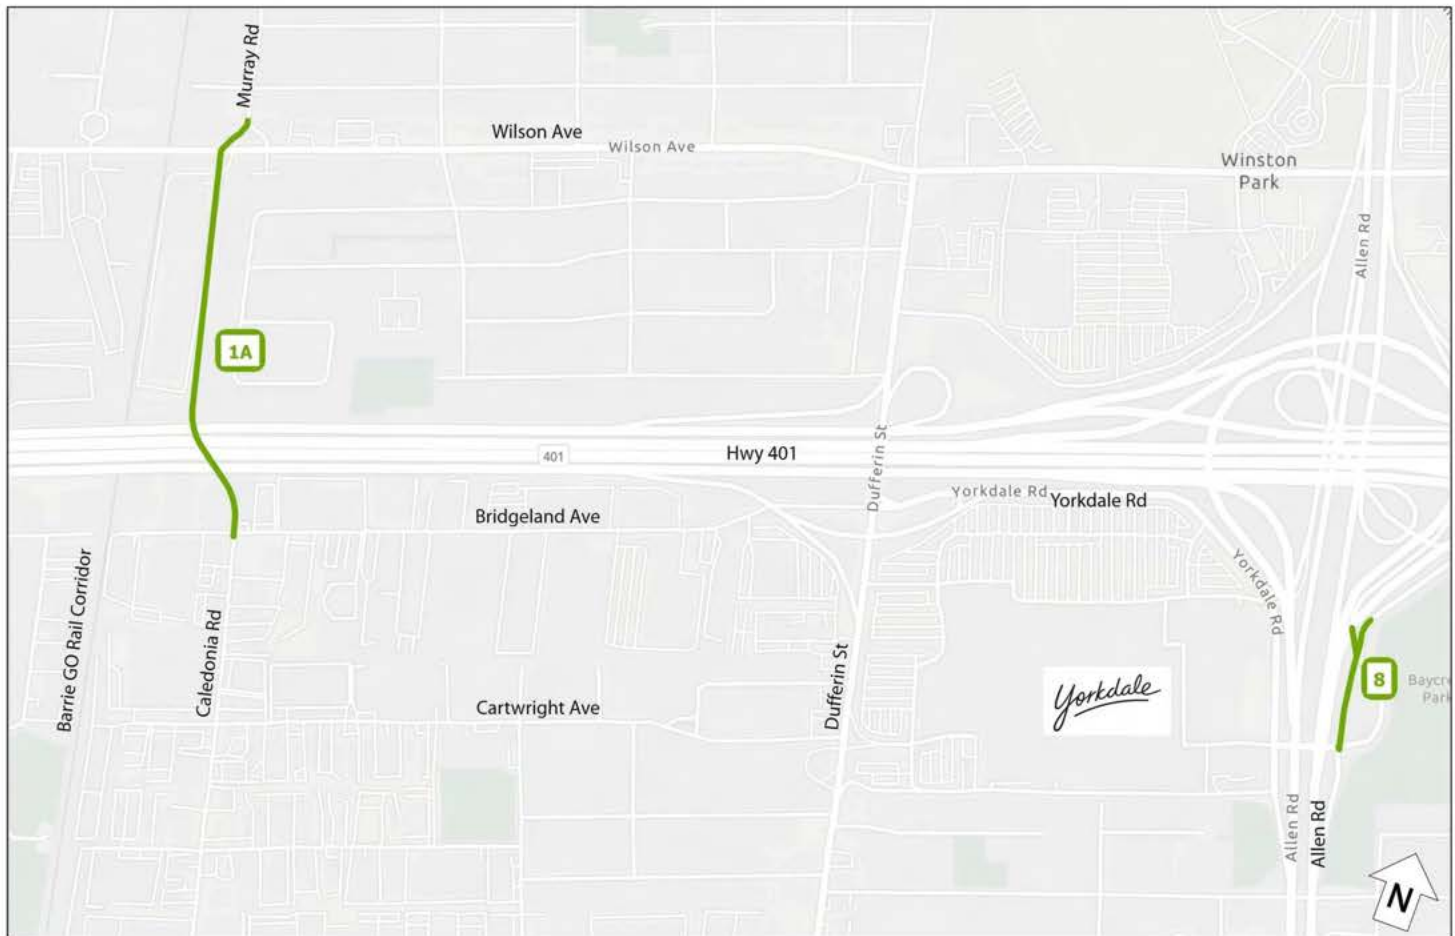 Murray Rd
Wilson Ave
Wilson Ave
Winston
Park
Allen Rd
1A
Dufferin St
401
Hwy 401
Yorkdale Rd
Yorkdale Rd
Bridgeland Ave
Yorkdale Rd
Barrie GO Rail Corridor
Caledonia Rd
Dufferin St
Yorkdale
8
Baycre
Park
Cartwright Ave
Allen Rd
Allen Rd
N